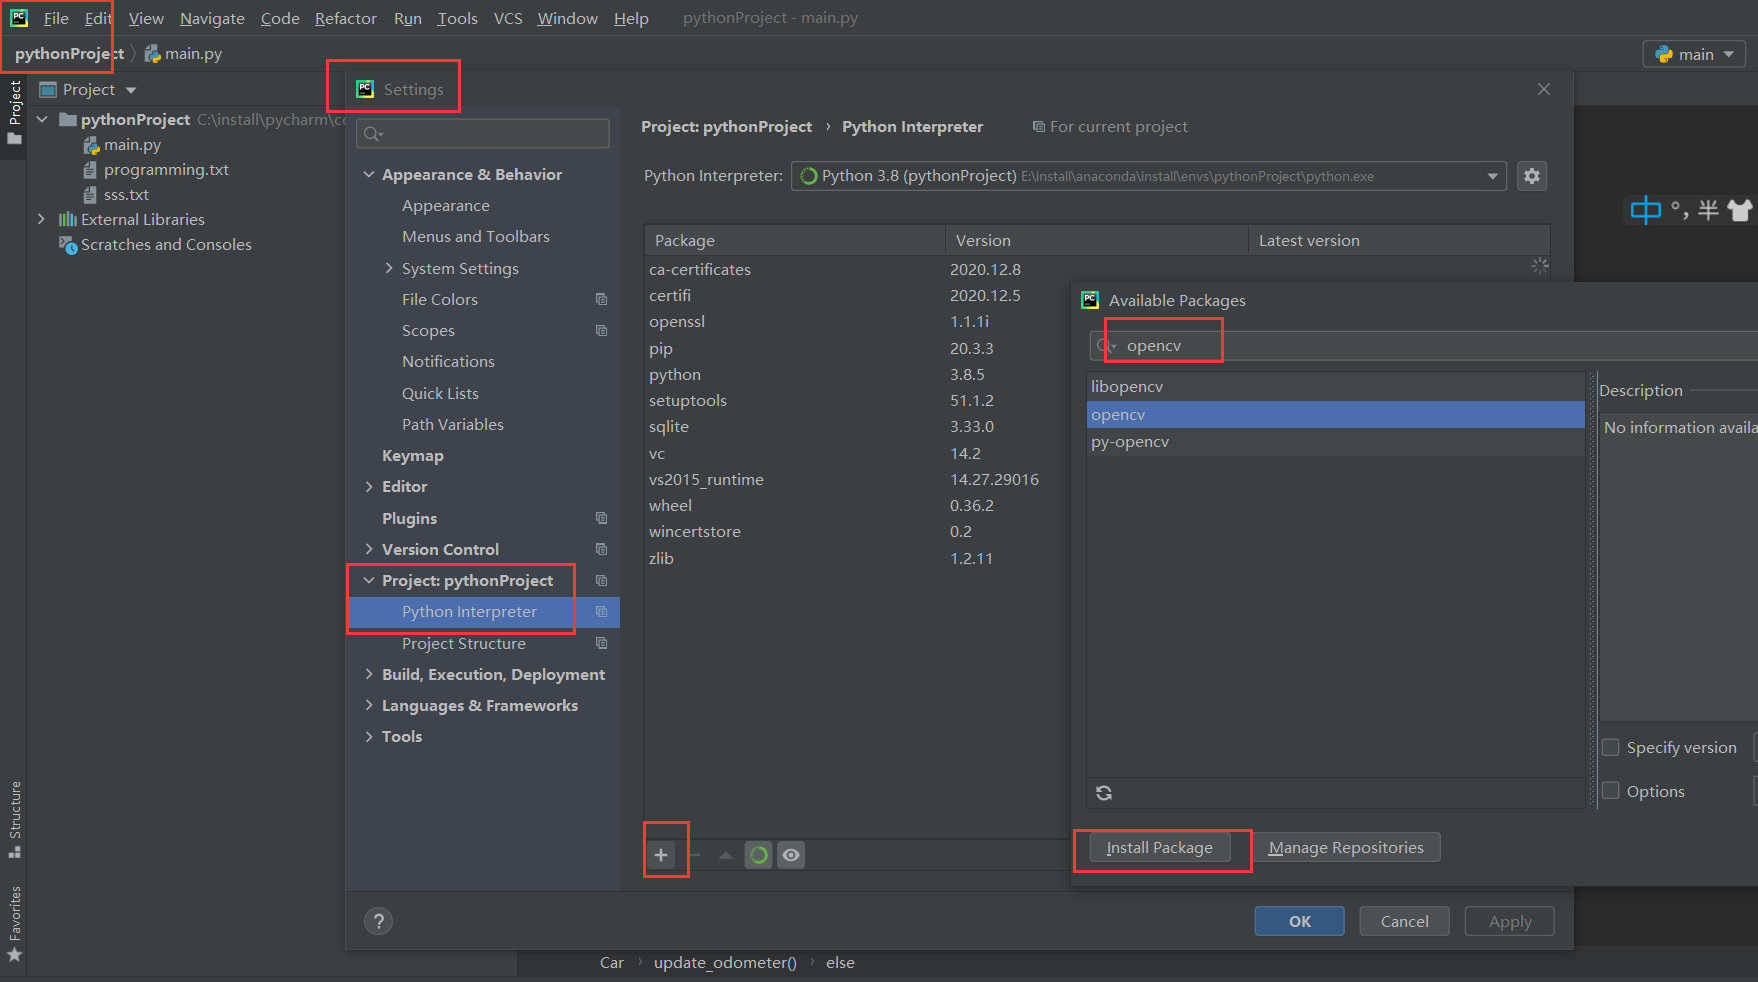 File Edit View Navigate Code Refactor Run Tools VCS Window Help pythonProject - main.py
pythonProject main.py main
Project
pythonProject C:\install\pycharm\co
main.py
programming.txt
sss.txt
External Libraries
Scratches and Consoles
Project
Structure
Favorites
Settings
Appearance & Behavior
Appearance
Menus and Toolbars
System Settings
File Colors
Scopes
Notifications
Quick Lists
Path Variables
Keymap
Editor
Plugins
Version Control
Project: pythonProject
Python Interpreter
Project Structure
Build, Execution, Deployment
Languages & Frameworks
Tools
Project: pythonProject › Python Interpreter For current project
Python Interpreter: Python 3.8 (pythonProject) E:\install\anaconda\install\envs\pythonProject\python.exe
Package Version Latest version
ca-certificates 2020.12.8
certifi 2020.12.5
openssl 1.1.1i
pip 20.3.3
python 3.8.5
setuptools 51.1.2
sqlite 3.33.0
vc 14.2
vs2015_runtime 14.27.29016
wheel 0.36.2
wincertstore 0.2
zlib 1.2.11
中 °, 半
Available Packages
opencv
libopencv
opencv
py-opencv
Description
No information availa
Specify version
Options
Install Package Manage Repositories
? OK Cancel Apply
Car › update_odometer() › else